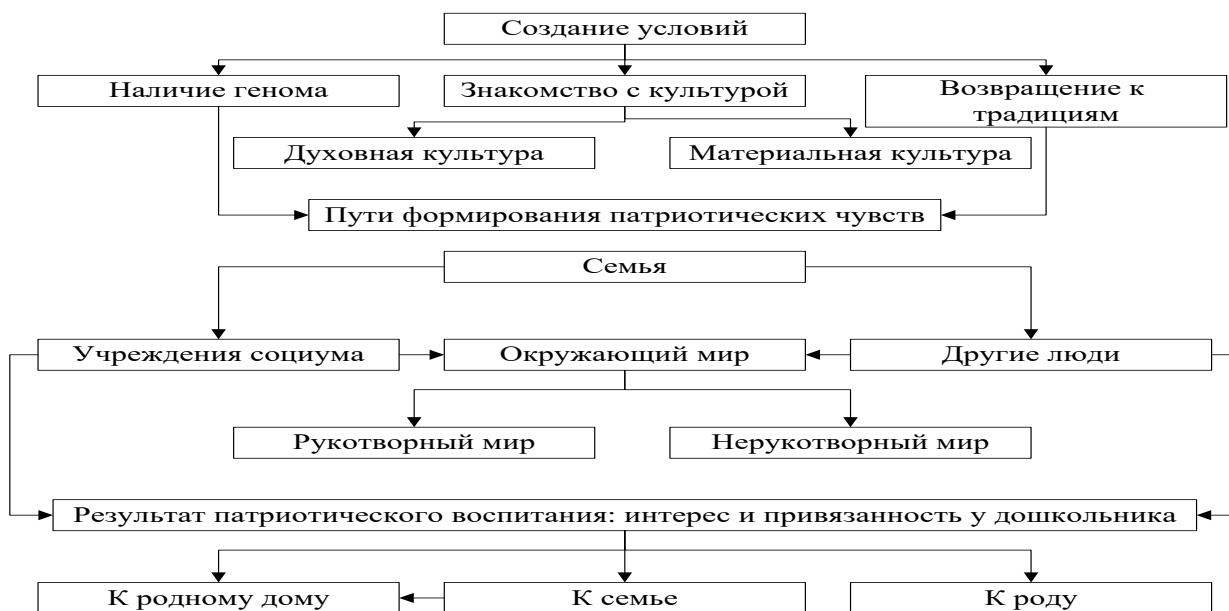 Создание условий
Наличие генома
Знакомство с культурой
Возвращение к
традициям
Духовная культура
Материальная культура
Пути формирования патриотических чувств
Семья
Учреждения социума
Окружающий мир
Другие люди
Рукотворный мир
Нерукотворный мир
Результат патриотического воспитания: интерес и привязанность у дошкольника
К родному дому
К семье
К роду